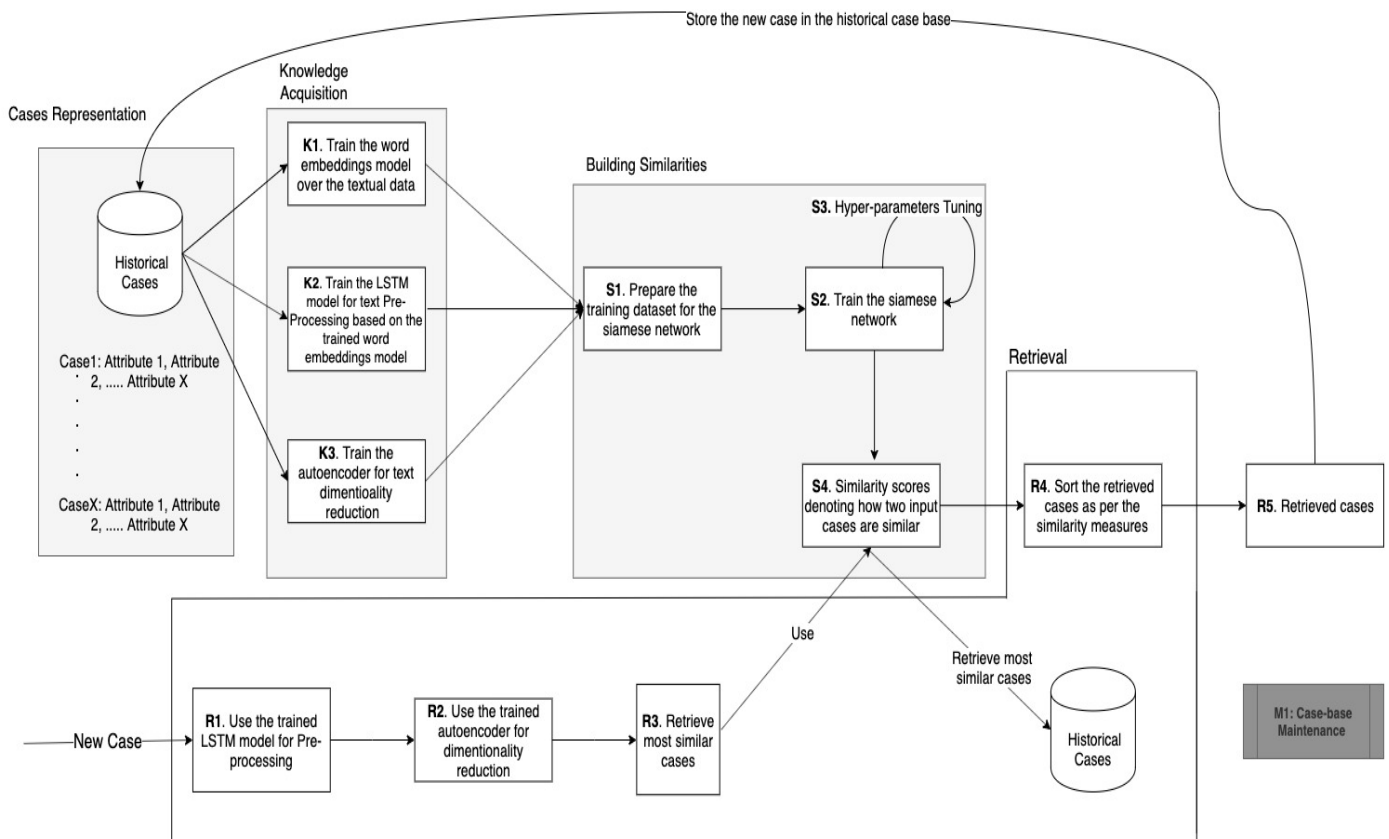 Store the new case in the historical case base
Knowledge
Acquisition
Cases Representation
K1. Train the word
embeddings model
over the textual data
Building Similarities
S3. Hyper-parameters Tuning
Historical
Cases
K2. Train the LSTM
model for text Pre-
Processing based on the
trained word
embeddings model
S1. Prepare the
training dataset for the
siamese network
S2. Train the siamese
network
Case1: Attribute 1, Attribute
2, ..... Attribute X
.
.
.
.
.
CaseX: Attribute 1, Attribute
2, ..... Attribute X
K3. Train the
autoencoder for text
dimentioality
reduction
Retrieval
S4. Similarity scores
denoting how two input
cases are similar
R4. Sort the retrieved
cases as per the
similarity measures
R5. Retrieved cases
Use
Retrieve most
similar cases
New Case
R1. Use the trained
LSTM model for Pre-
processing
R2. Use the trained
autoencoder for
dimentionality
reduction
R3. Retrieve
most similar
cases
Historical
Cases
M1: Case-base
Maintenance